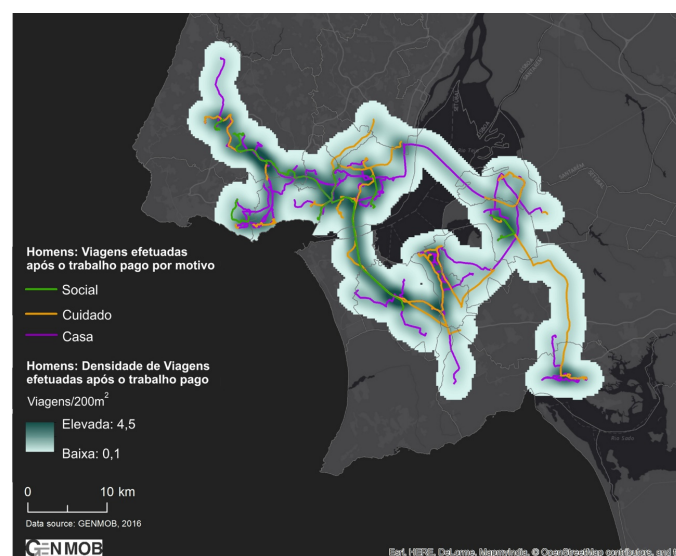 Homens: Viagens efetuadas
após o trabalho pago por motivo
Social
Cuidado
Casa
Homens: Densidade de Viagens
efetuadas após o trabalho pago
Viagens/200m²
Elevada: 4,5
Baixa: 0,1
0 10 km
Data source: GENMOB, 2016
GENMOB
Esri, HERE, DeLorme, MapmyIndia, © OpenStreetMap contributors, and